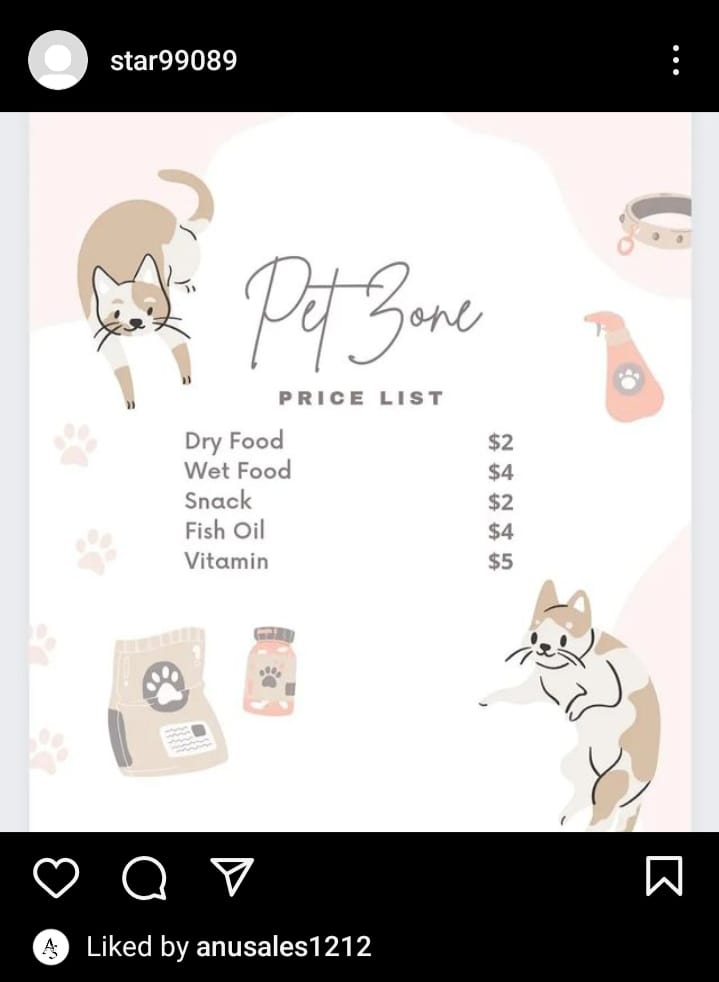 star99089
Pet Zone
PRICE LIST
Dry Food $2
Wet Food $4
Snack $2
Fish Oil $4
Vitamin $5
Liked by anusales1212